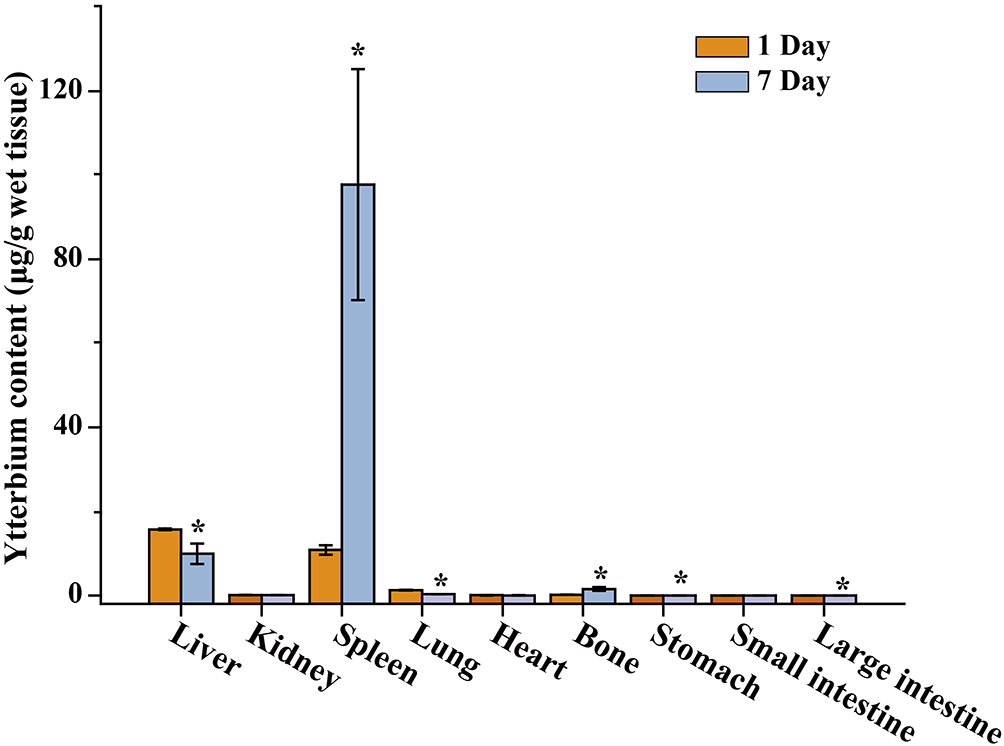 Ytterbium content (µg/g wet tissue)
120
80
40
0
1 Day
7 Day
*
*
*
*
*
*
Liver
Kidney
Spleen
Lung
Heart
Bone
Stomach
Small intestine
Large intestine